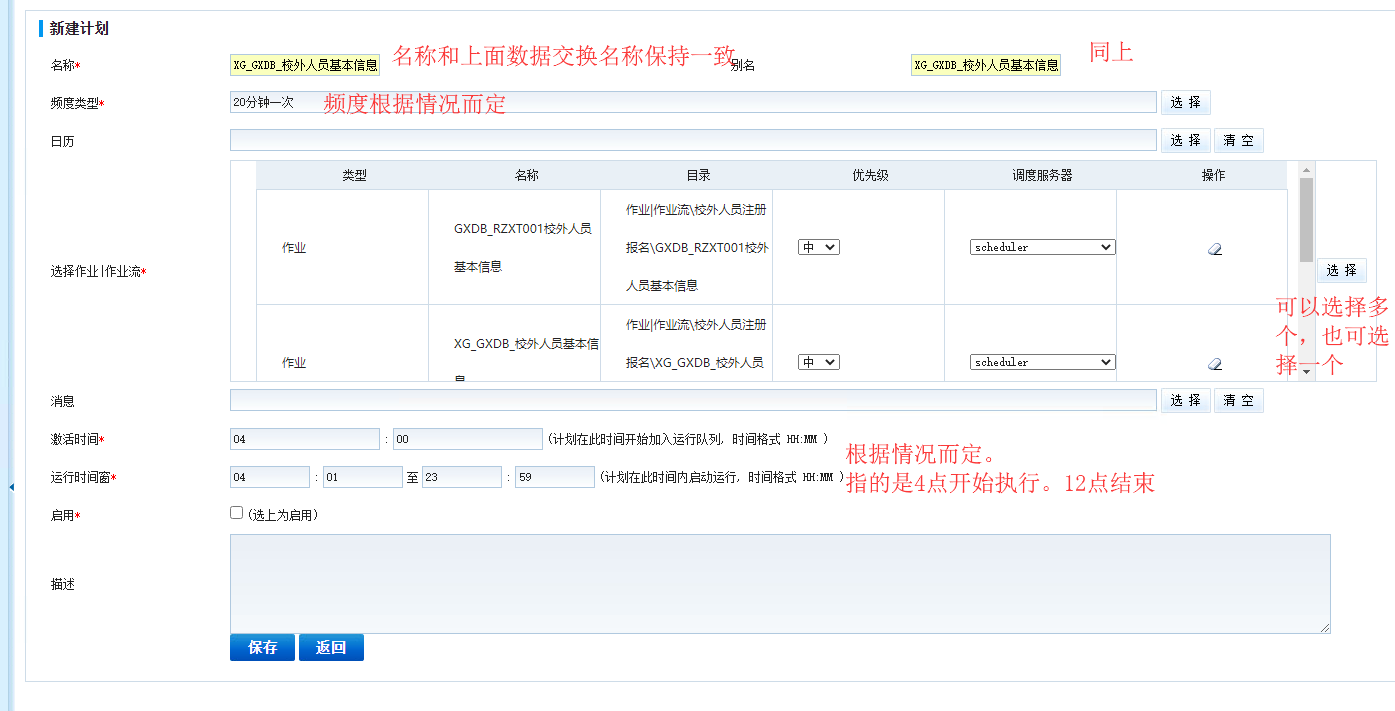 新建计划
名称*
XG_GXDB_校外人员基本信息
名称和上面数据交换名称保持一致
别名
XG_GXDB_校外人员基本信息
同上
频度类型*
20分钟一次
频度根据情况而定
选 择
日历
选 择
清 空
类型
名称
目录
优先级
调度服务器
操作
选择作业|作业流*
作业
GXDB_RZXT001校外人员
基本信息
作业|作业流\校外人员注册
报名\GXDB_RZXT001校外
人员基本信息
中
scheduler
选 择
作业
XG_GXDB_校外人员基本信
息
作业|作业流\校外人员注册
报名\XG_GXDB_校外人员
中
scheduler
可以选择多
个，也可选
择一个
消息
选 择
清 空
激活时间*
04 : 00 (计划在此时间开始加入运行队列, 时间格式 HH:MM )
运行时间窗*
04 : 01 至 23 : 59 (计划在此时间内启动运行, 时间格式 HH:MM )
根据情况而定。
指的是4点开始执行。12点结束
启用*
(选上为启用)
描述
保存
返回